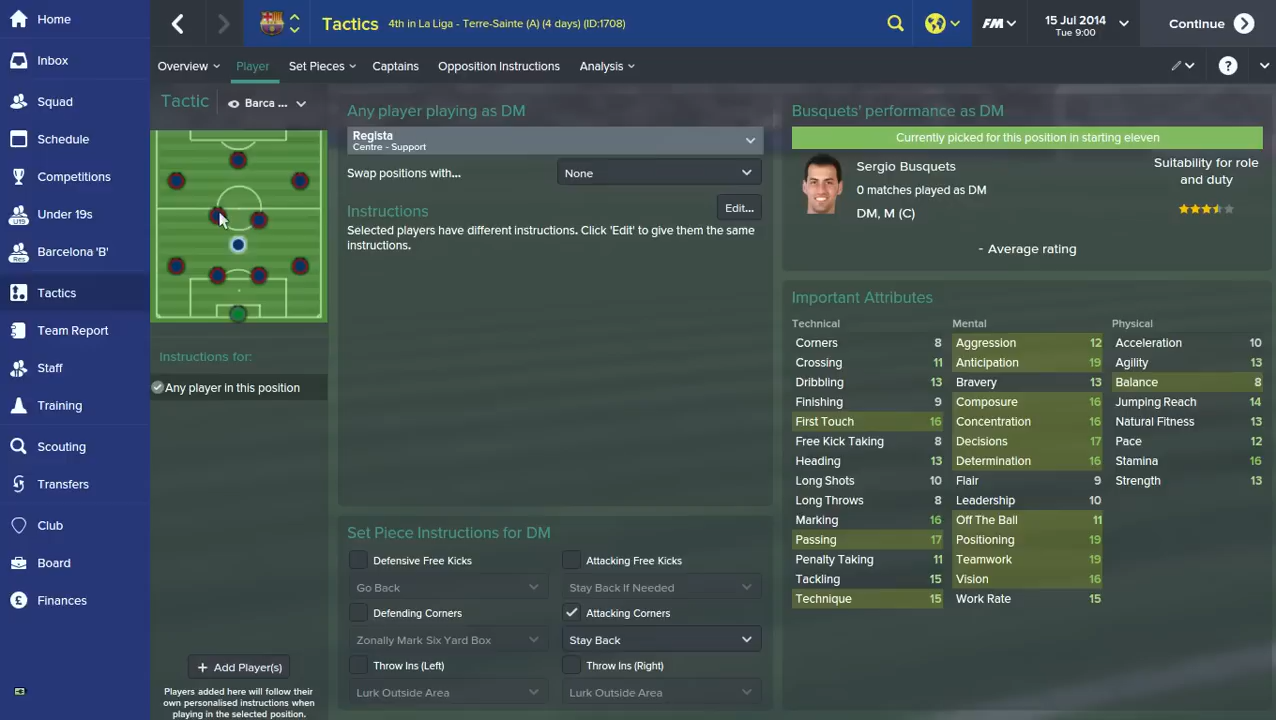 Home
Inbox
Squad
Schedule
Competitions
U19
Under 19s
Res
Barcelona 'B'
Tactics
Team Report
Staff
Training
Scouting
Transfers
Club
Board
£ Finances
Tactics 4th in La Liga - Terre-Sainte (A) (4 days) (ID:1708)
FM
15 Jul 2014
Tue 9:00
Continue
Overview Player Set Pieces Captains Opposition Instructions Analysis
?
Tactic Barca ...
Instructions for:
Any player in this position
+ Add Player(s)
Players added here will follow their
own personalised instructions when
playing in the selected position.
Any player playing as DM
Regista
Centre - Support
Swap positions with... None
Instructions Edit...
Selected players have different instructions. Click 'Edit' to give them the same
instructions.
Set Piece Instructions for DM
Defensive Free Kicks Attacking Free Kicks
Go Back Stay Back If Needed
Defending Corners Attacking Corners
Zonally Mark Six Yard Box Stay Back
Throw Ins (Left) Throw Ins (Right)
Lurk Outside Area Lurk Outside Area
Busquets' performance as DM
Currently picked for this position in starting eleven
Sergio Busquets
0 matches played as DM
DM, M (C)
Suitability for role
and duty
- Average rating
Important Attributes
Technical Mental Physical
Corners 8 Aggression 12 Acceleration 10
Crossing 11 Anticipation 19 Agility 13
Dribbling 13 Bravery 13 Balance 8
Finishing 9 Composure 16 Jumping Reach 14
First Touch 16 Concentration 16 Natural Fitness 13
Free Kick Taking 8 Decisions 17 Pace 12
Heading 13 Determination 16 Stamina 16
Long Shots 10 Flair 9 Strength 13
Long Throws 8 Leadership 10
Marking 16 Off The Ball 11
Passing 17 Positioning 19
Penalty Taking 11 Teamwork 19
Tackling 15 Vision 16
Technique 15 Work Rate 15